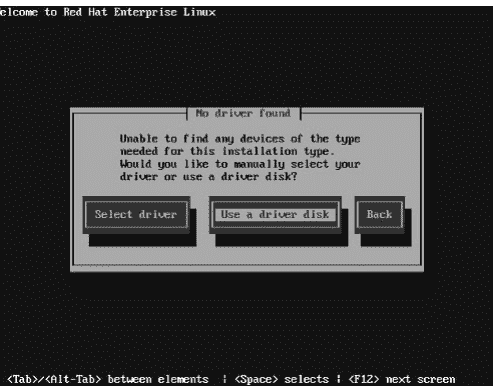 elcome to Red Hat Enterprise Linux
No driver found
Unable to find any devices of the type
needed for this installation type.
Would you like to manually select your
driver or use a driver disk?
Select driver Use a driver disk Back
<Tab>/<Alt-Tab> between elements | <Space> selects | <F12> next screen